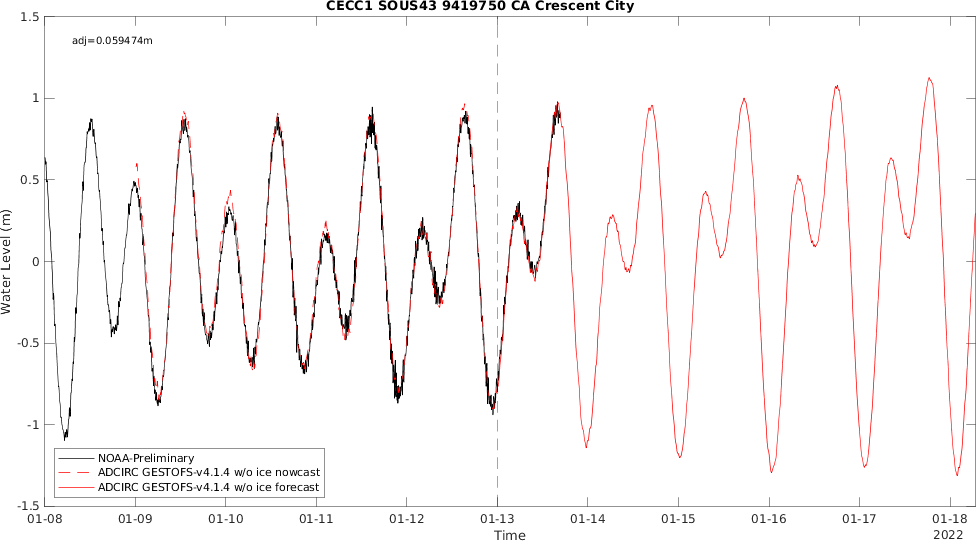 CECC1 SOUS43 9419750 CA Crescent City
adj=0.059474m
1.5
1
0.5
0
-0.5
-1
-1.5
Water Level (m)
NOAA-Preliminary
ADCIRC GESTOFS-v4.1.4 w/o ice nowcast
ADCIRC GESTOFS-v4.1.4 w/o ice forecast
01-08 01-09 01-10 01-11 01-12 01-13 01-14 01-15 01-16 01-17 01-18
Time
2022